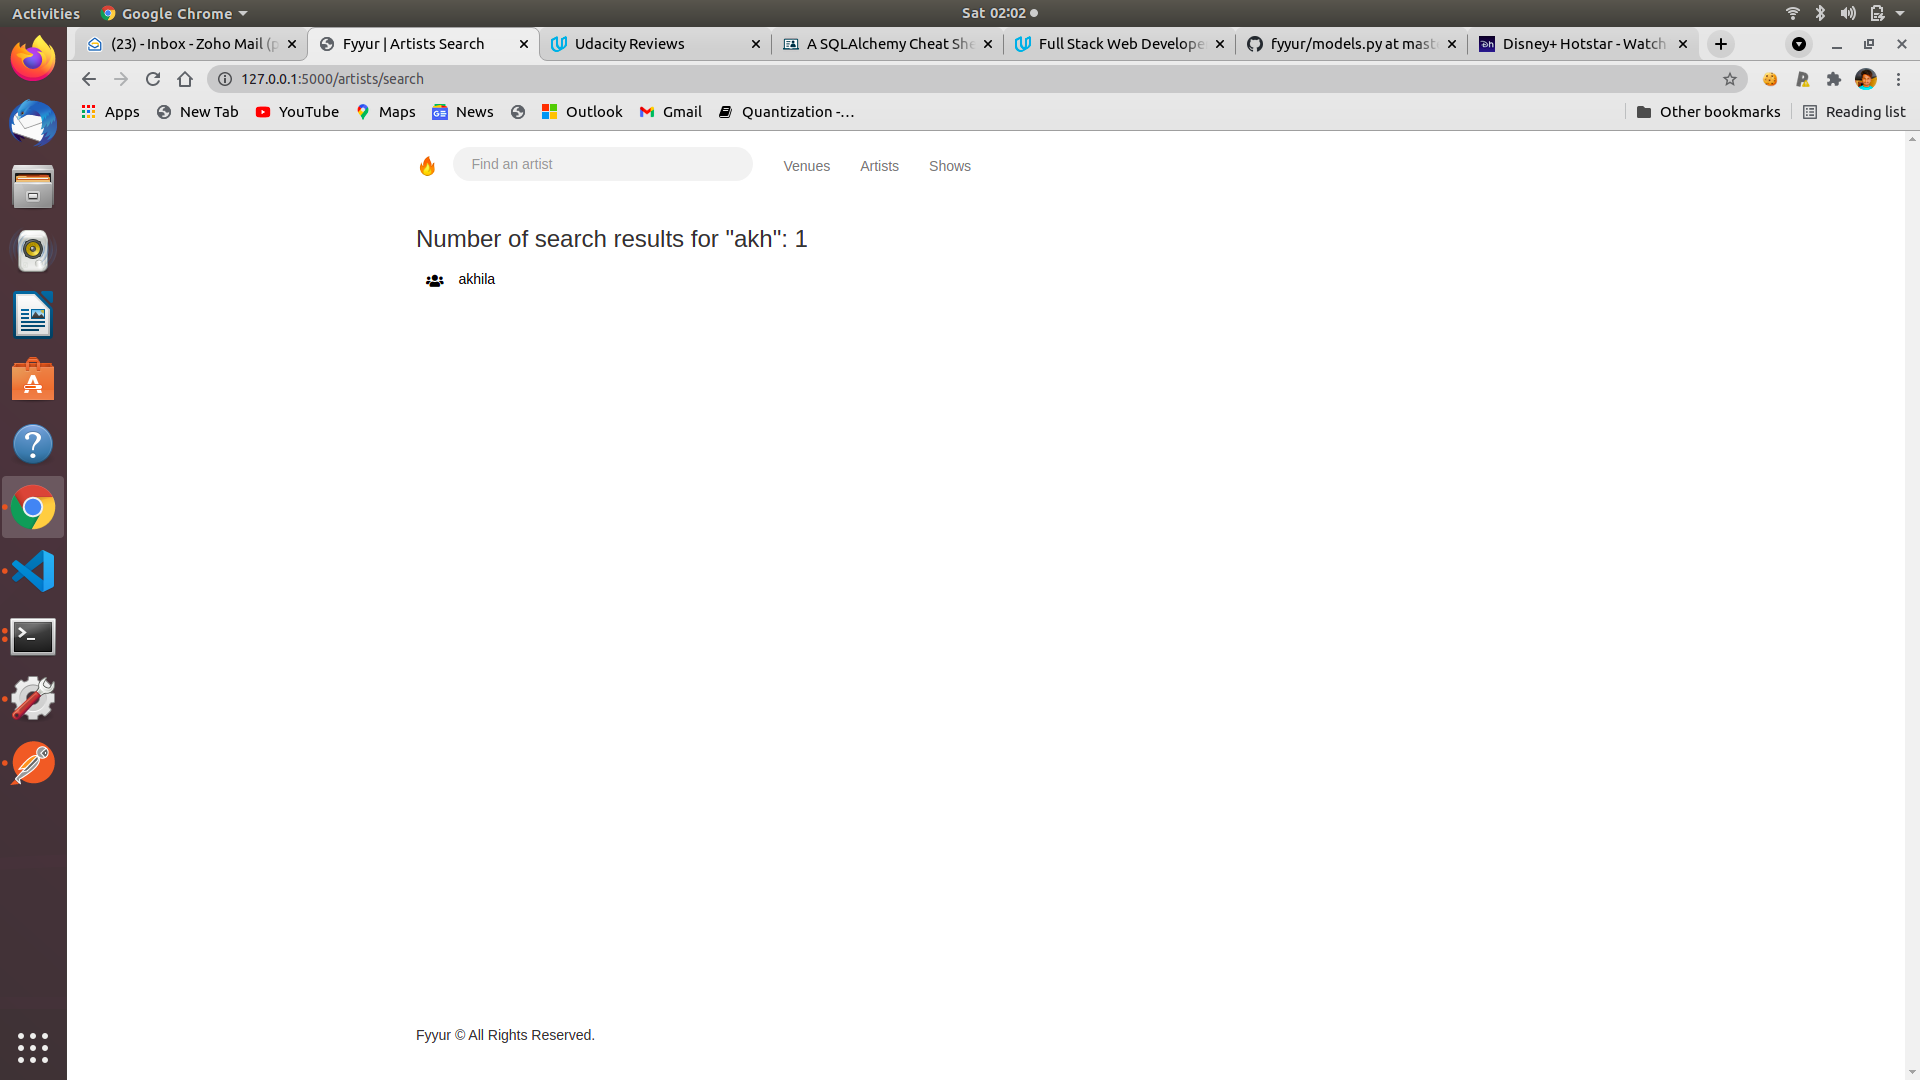 Activities
Google Chrome
Sat 02:02
(23) - Inbox - Zoho Mail (p
Fyyur | Artists Search
Udacity Reviews
A SQLAlchemy Cheat She
Full Stack Web Develope
fyyur/models.py at maste
Disney+ Hotstar - Watch
127.0.0.1:5000/artists/search
Apps
New Tab
YouTube
Maps
News
Outlook
Gmail
Quantization -...
Other bookmarks
Reading list
Find an artist
Venues
Artists
Shows
Number of search results for "akh": 1
akhila
Fyyur © All Rights Reserved.